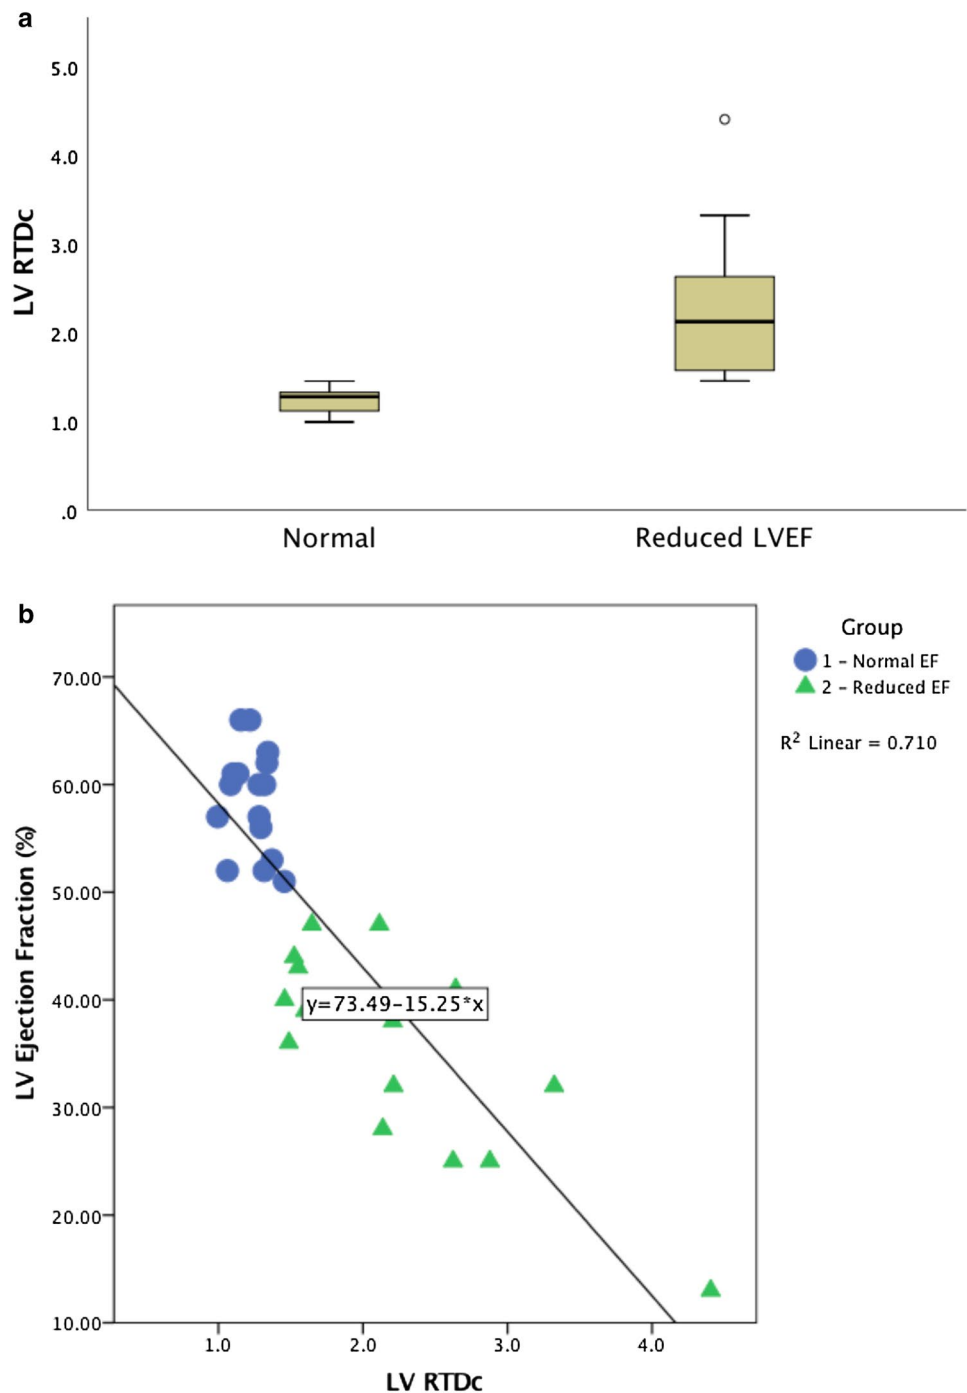 a
5.0
4.0
3.0
2.0
1.0
.0
LV RTDc
Normal
Reduced LVEF
b
70.00
60.00
50.00
40.00
30.00
20.00
10.00
LV Ejection Fraction (%)
y=73.49-15.25*x
1.0
2.0
3.0
4.0
LV RTDc
Group
1 - Normal EF
2 - Reduced EF
R² Linear = 0.710